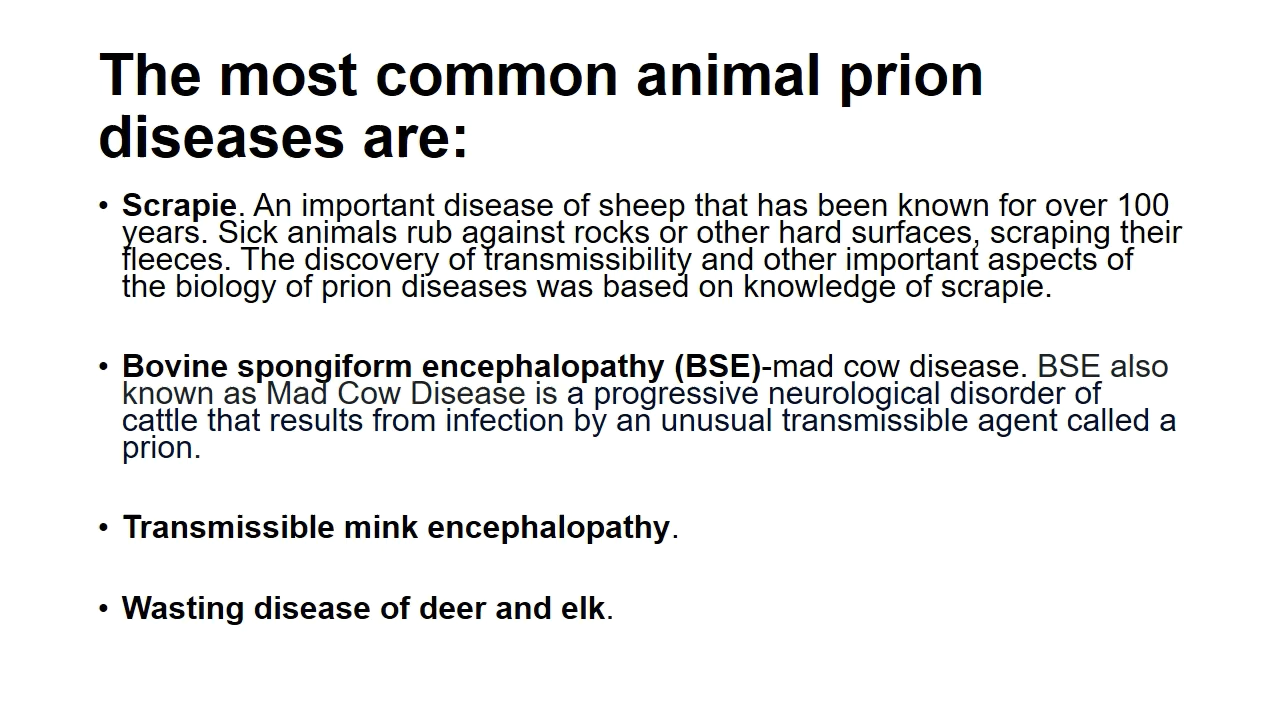 The most common animal prion
diseases are:
• Scrapie. An important disease of sheep that has been known for over 100
years. Sick animals rub against rocks or other hard surfaces, scraping their
fleeces. The discovery of transmissibility and other important aspects of
the biology of prion diseases was based on knowledge of scrapie.
• Bovine spongiform encephalopathy (BSE)-mad cow disease. BSE also
known as Mad Cow Disease is a progressive neurological disorder of
cattle that results from infection by an unusual transmissible agent called a
prion.
• Transmissible mink encephalopathy.
• Wasting disease of deer and elk.